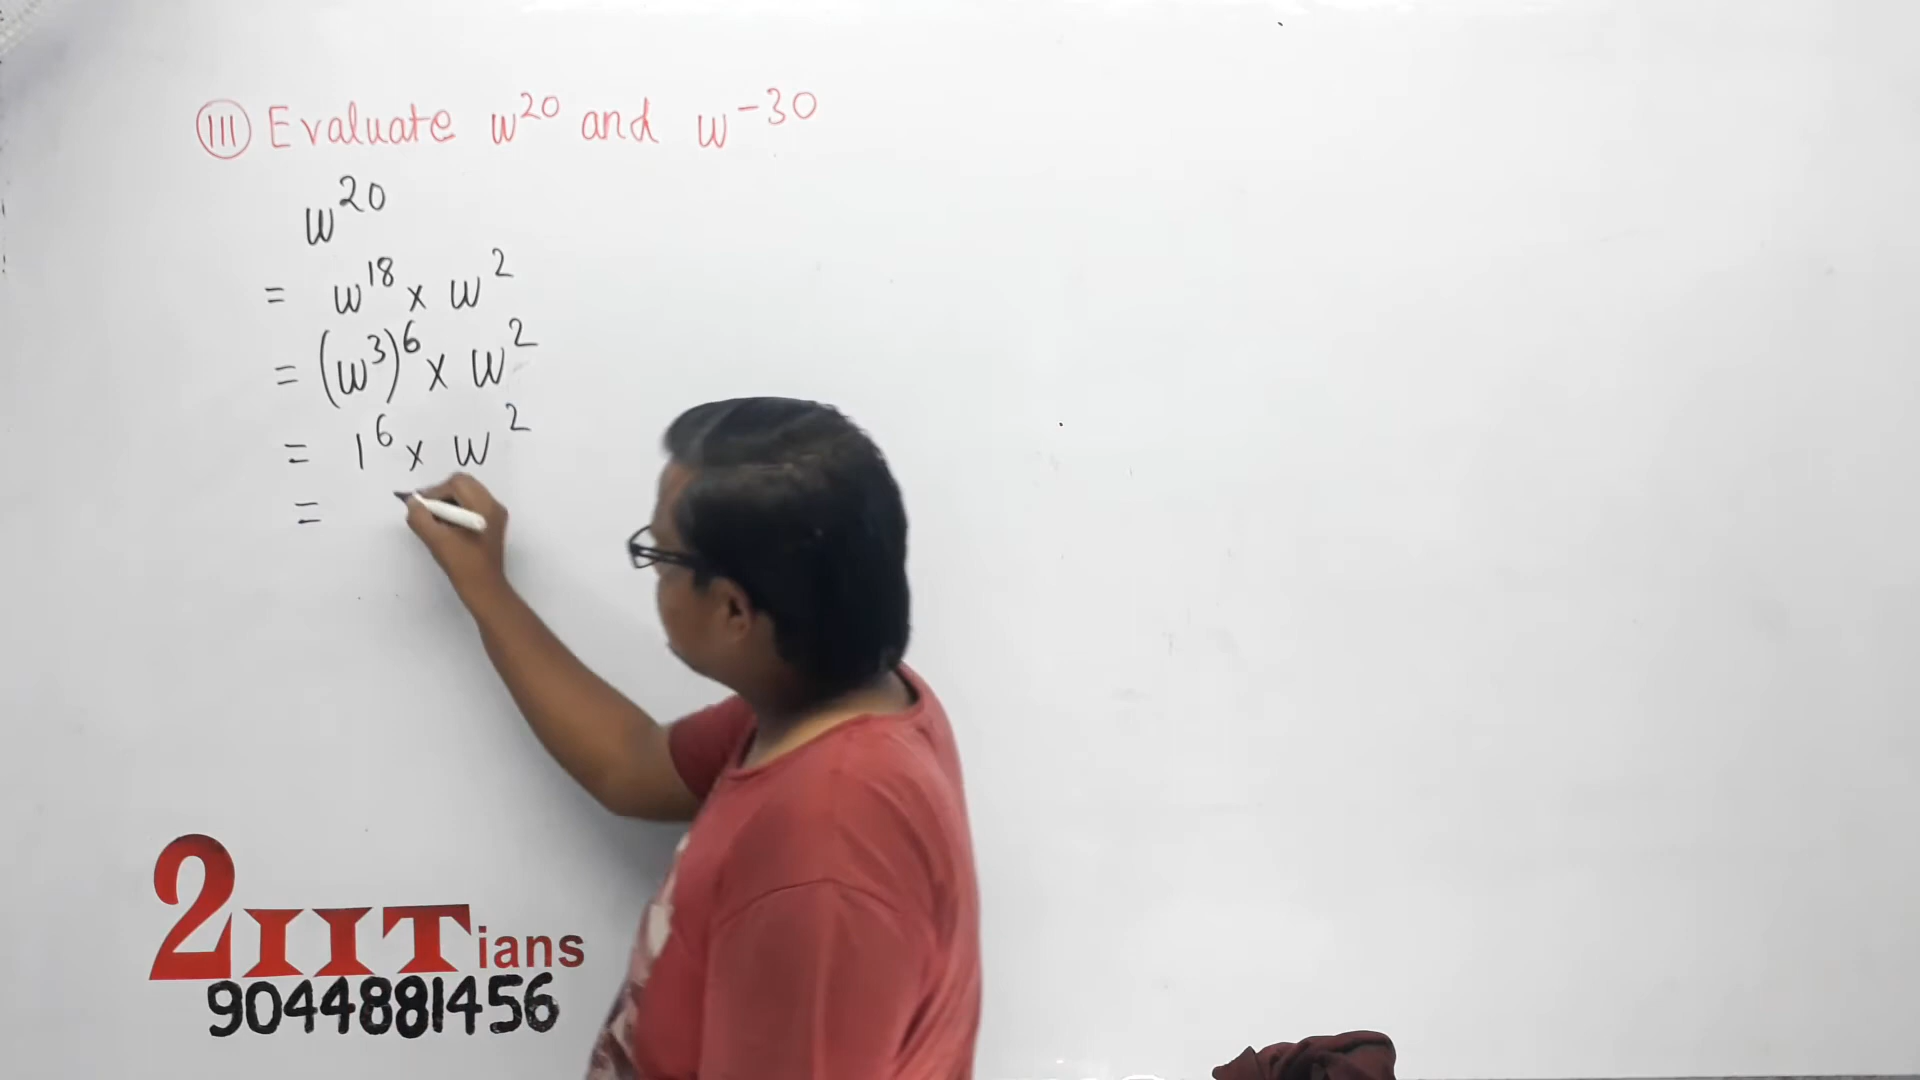 III Evaluate w²⁰ and w⁻³⁰
w²⁰
= w¹⁸ x w²
= (w³)⁶ x w²
= 1⁶ x w²
=
2IITians
9044881456